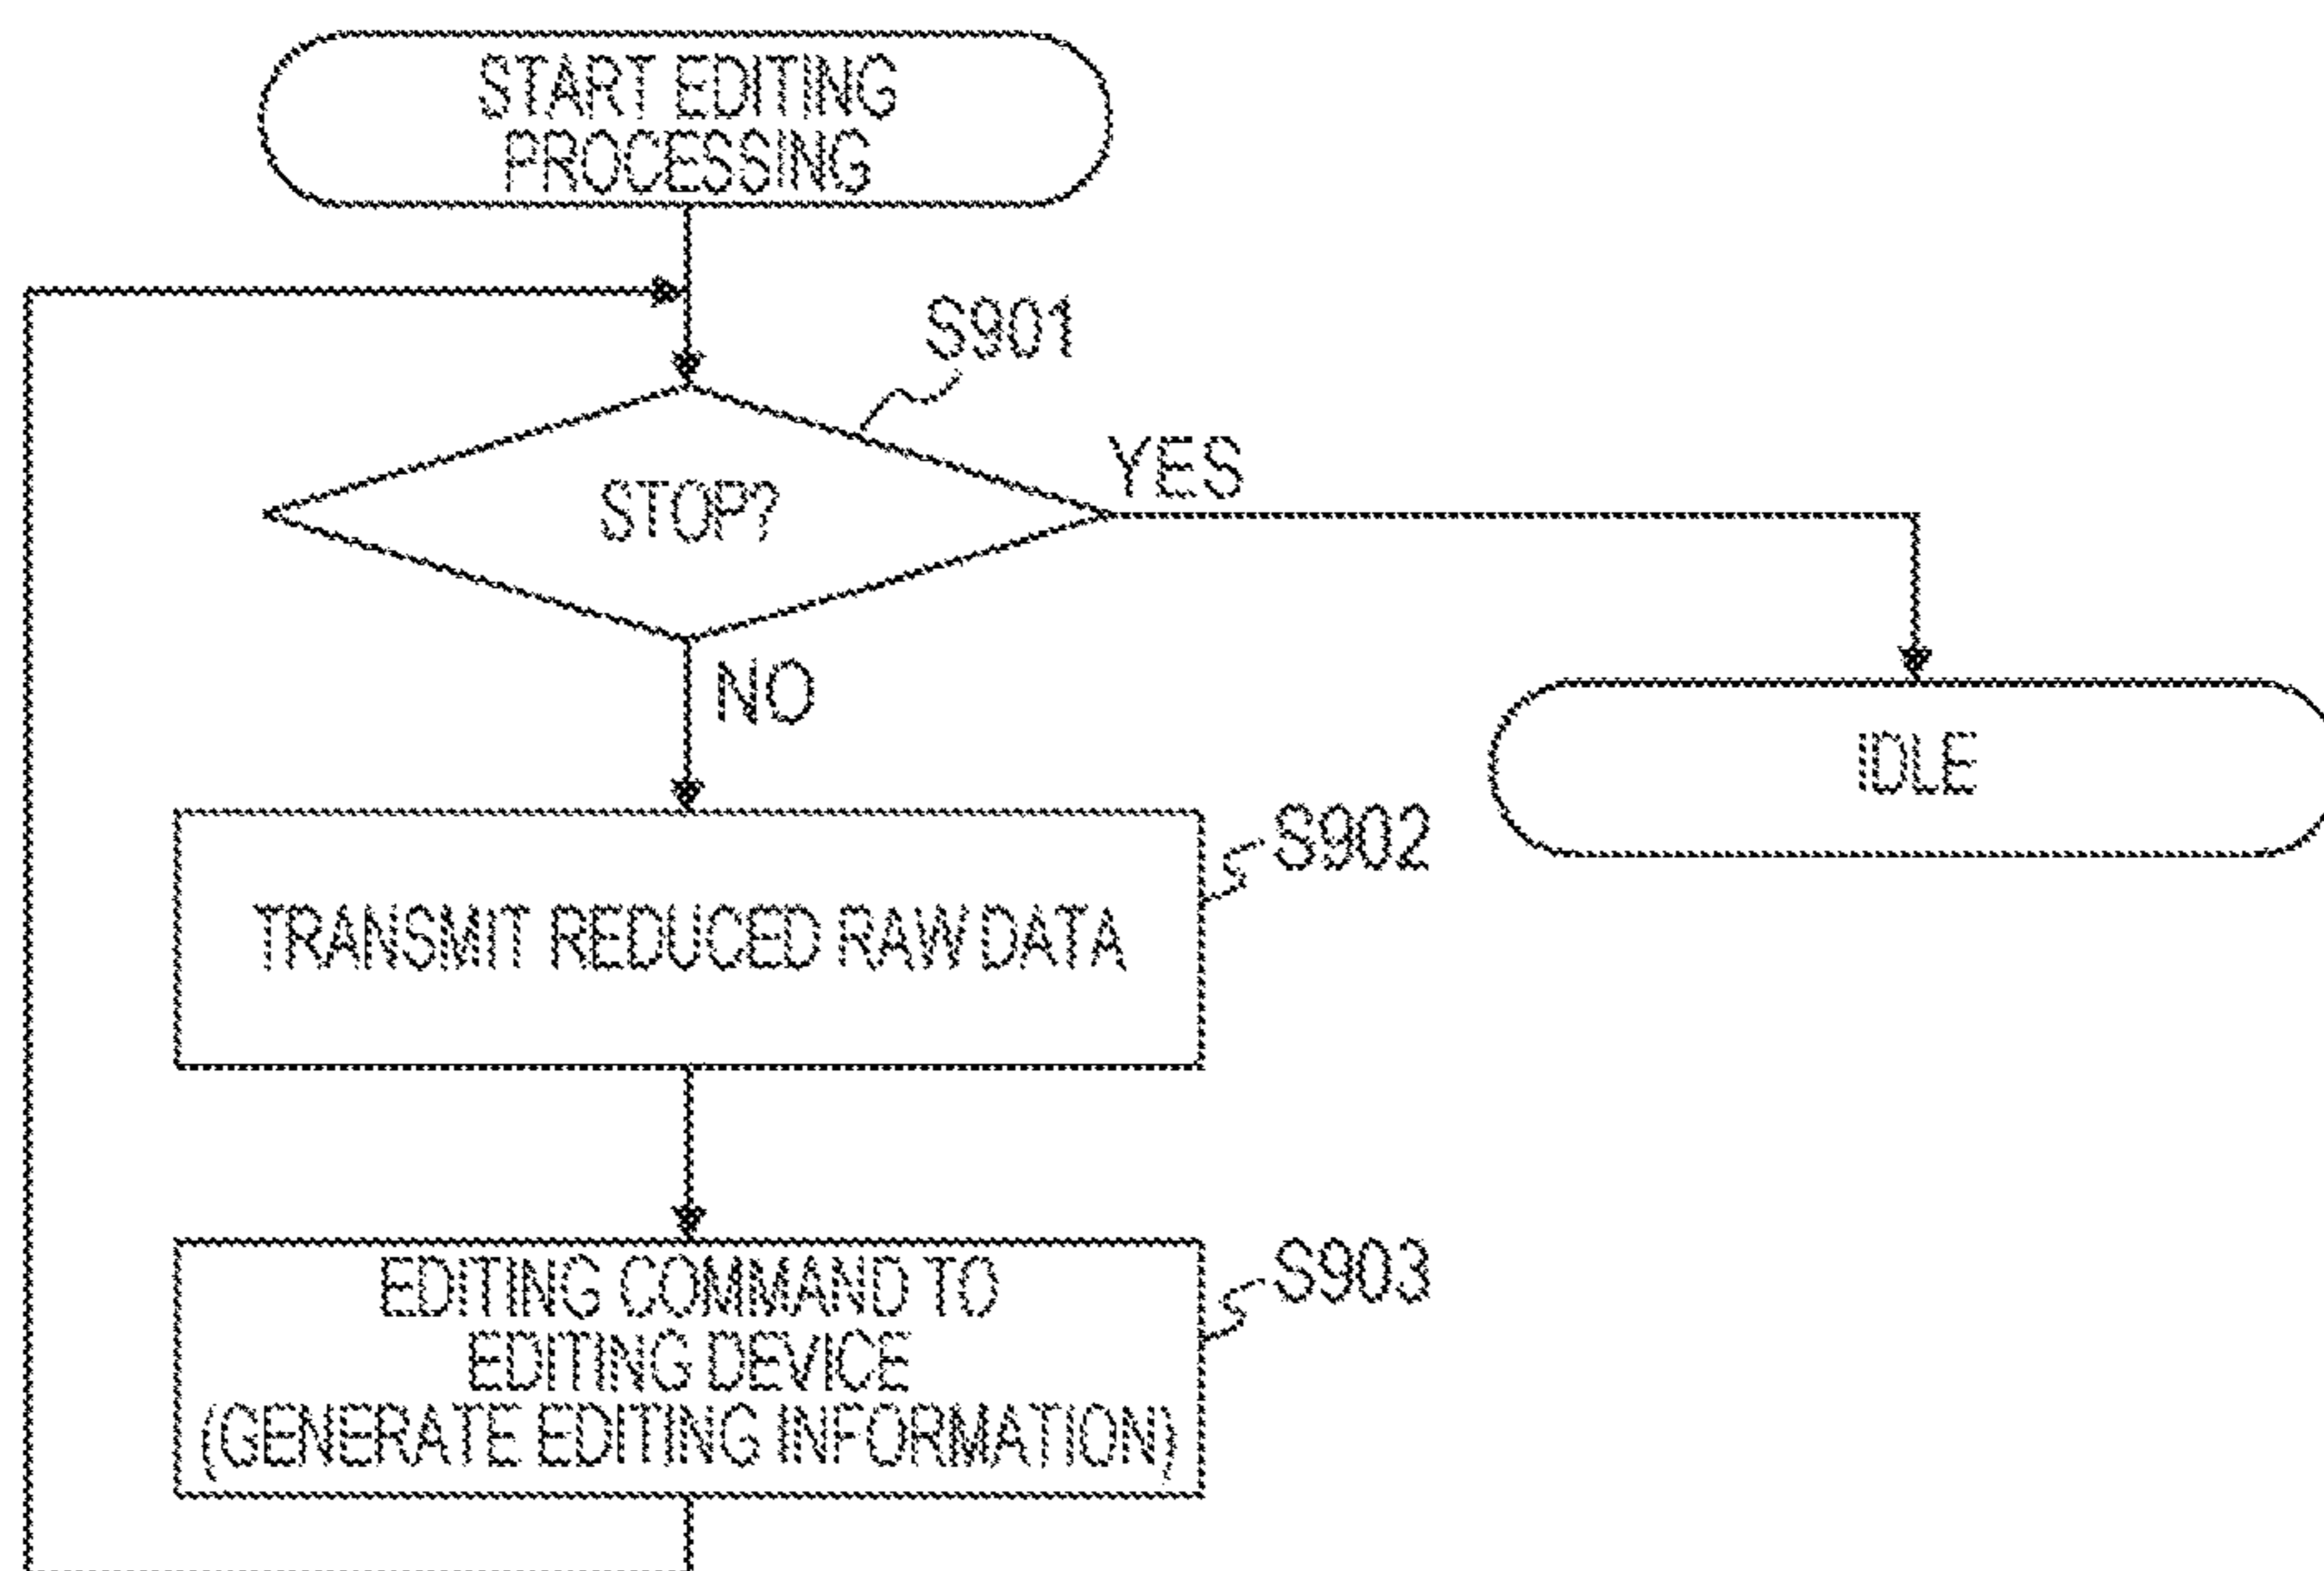 START EDITING
PROCESSING
S901
STOP?
YES
NO
IDLE
TRANSMIT REDUCED RAW DATA
S902
EDITING COMMAND TO
EDITING DEVICE
(GENERATE EDITING INFORMATION)
S903